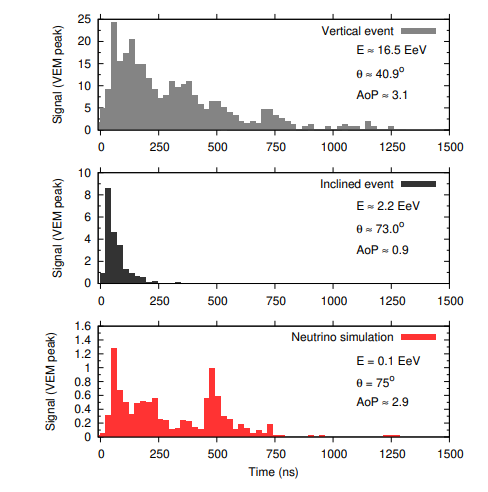 25
20
15
10
5
0
Signal (VEM peak)
Vertical event
E ≈ 16.5 EeV
θ ≈ 40.9°
AoP ≈ 3.1
0 250 500 750 1000 1250 1500
10
8
6
4
2
0
Signal (VEM peak)
Inclined event
E ≈ 2.2 EeV
θ ≈ 73.0°
AoP ≈ 0.9
0 250 500 750 1000 1250 1500
1.6
1.4
1.2
1
0.8
0.6
0.4
0.2
0
Signal (VEM peak)
Neutrino simulation
E = 0.1 EeV
θ = 75°
AoP ≈ 2.9
0 250 500 750 1000 1250 1500
Time (ns)